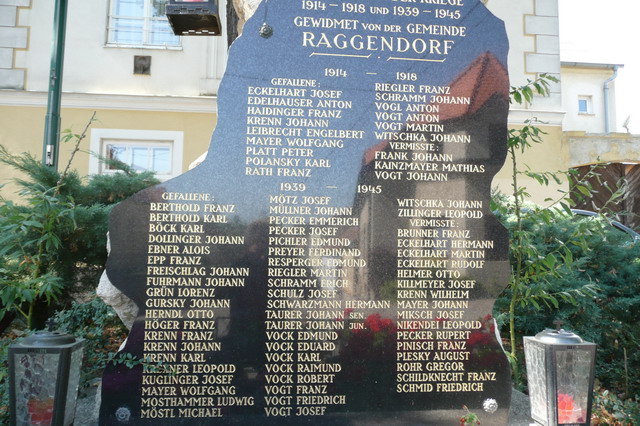 KRIEGE
1914 - 1918 UND 1939 - 1945
GEWIDMET VON DER GEMEINDE
RAGGENDORF
1914 - 1918
GEFALLENE:
ECKELHART JOSEF
EDELHAUSER ANTON
HAIDINGER FRANZ
KRENN JOHANN
LEIBRECHT ENGELBERT
MAYER WOLFGANG
PLATT PETER
POLANSKY KARL
RATH FRANZ
RIEGLER FRANZ
SCHRAMM JOHANN
VOGL ANTON
VOGT ANTON
VOGT MARTIN
WITSCHKA JOHANN
VERMISSTE:
FRANK JOHANN
KAINZMAYER MATHIAS
VOGT JOHANN
1939 - 1945
GEFALLENE:
BERTHOLD FRANZ
BERTHOLD KARL
BÖCK KARL
DOLLINGER JOHANN
EBNER ALOIS
EPP FRANZ
FREISCHLAG JOHANN
FUHRMANN JOHANN
GRÜN LORENZ
GURSKY JOHANN
HERNDL OTTO
HÖGER FRANZ
KRENN FRANZ
KRENN JOHANN
KRENN KARL
LEOPOLD
KUGLINGER JOSEF
MAYER WOLFGANG
MOSTHAMMER LUDWIG
MÖSTL MICHAEL
MÖTZ JOSEF
MÜLLNER JOHANN
PECKER EMMERICH
PECKER JOSEF
PICHLER EDMUND
PREYER FERDINAND
RESPERGER EDMUND
RIEGLER MARTIN
SCHRAMM ERICH
SCHULZ JOSEF
SCHWARZMANN HERMANN
TAURER JOHANN SEN.
TAURER JOHANN JUN.
VOCK EDMUND
VOCK EDUARD
VOCK KARL
VOCK RAIMUND
VOCK ROBERT
VOGT FRANZ
VOGT FRIEDRICH
VOGT JOSEF
WITSCHKA JOHANN
ZILLINGER LEOPOLD
VERMISSTE:
BRUNNER FRANZ
ECKELHART HERMANN
ECKELHART MARTIN
ECKELHART RUDOLF
HELMER OTTO
KILLMEYER JOSEF
KRENN WILHELM
MAYER JOHANN
MIKSCH JOSEF
NIKENDEI LEOPOLD
PECKER RUPERT
PINISCH FRANZ
PLESKY AUGUST
ROHR GREGOR
SCHILDKNECHT FRANZ
SCHMID FRIEDRICH